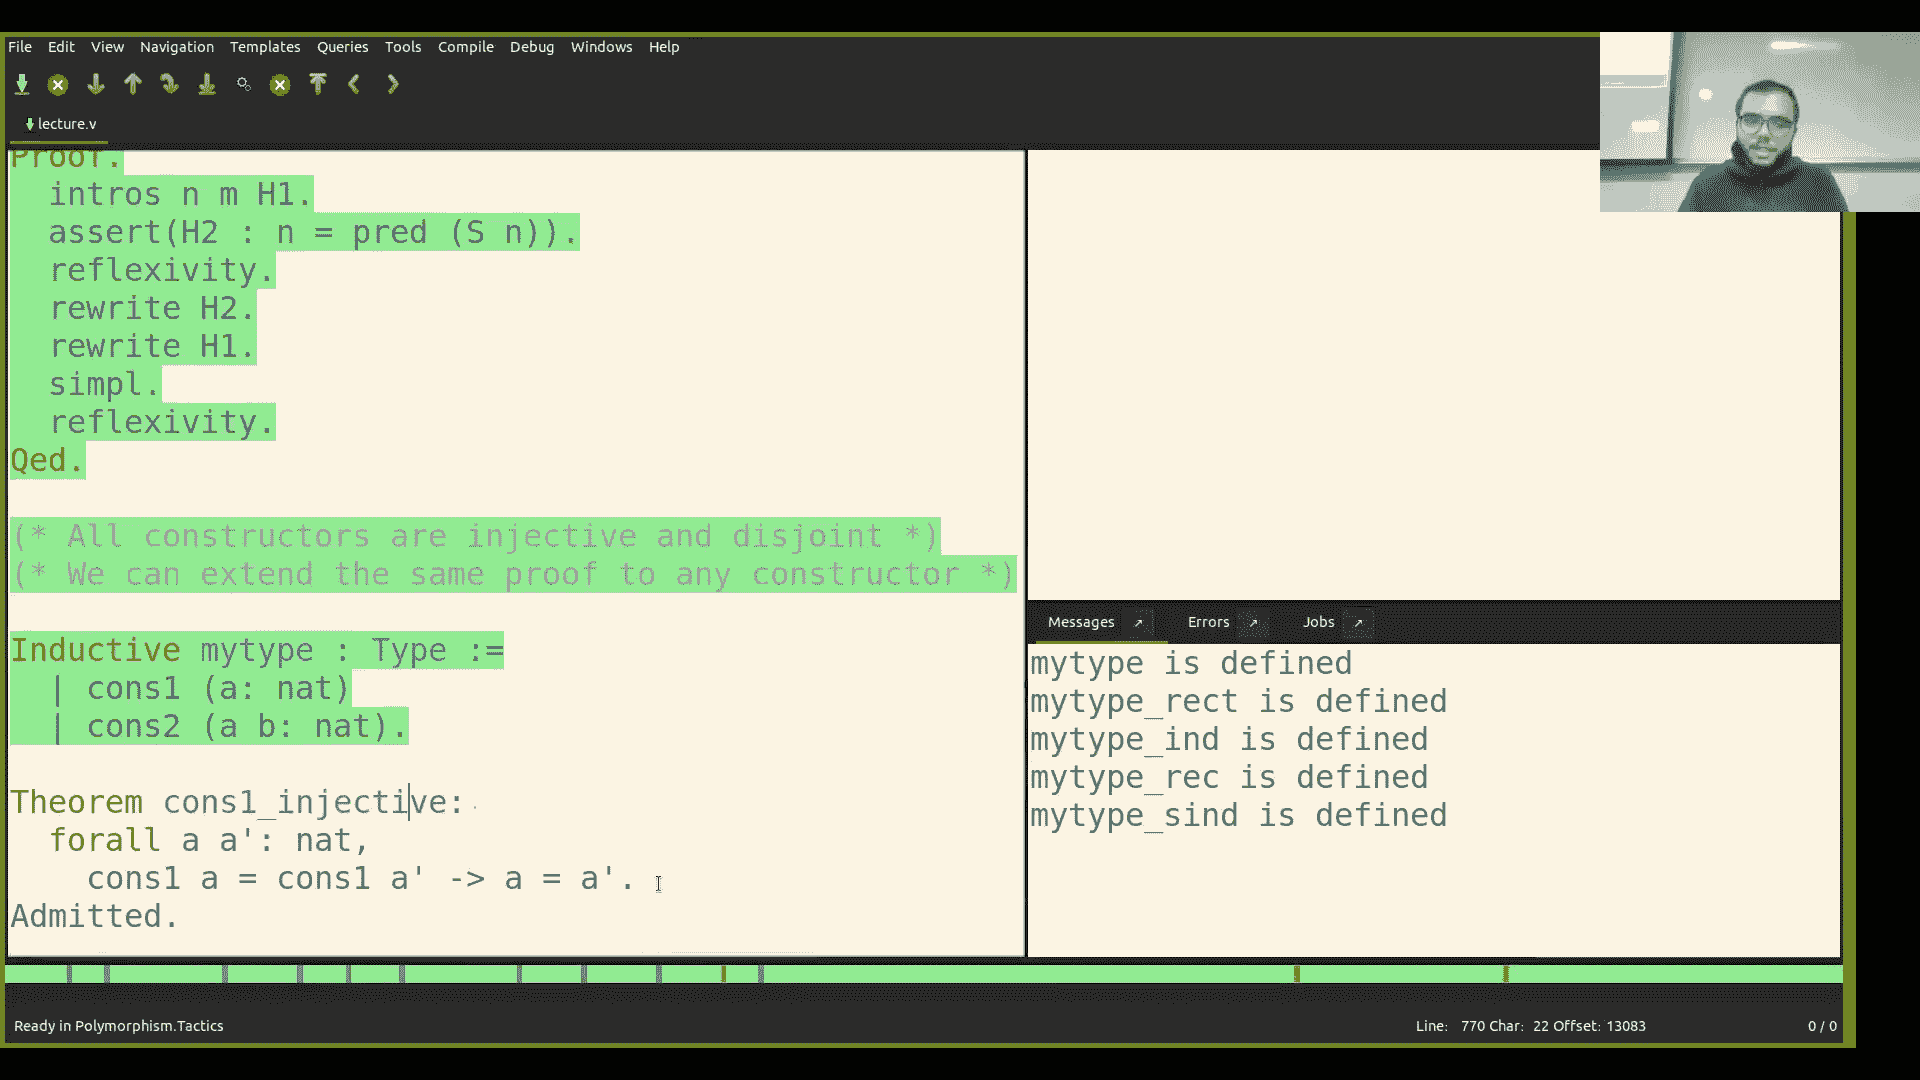 File Edit View Navigation Templates Queries Tools Compile Debug Windows Help
lecture.v
Proof.
intros n m H1.
assert(H2 : n = pred (S n)).
reflexivity.
rewrite H2.
rewrite H1.
simpl.
reflexivity.
Qed.
(* All constructors are injective and disjoint *)
(* We can extend the same proof to any constructor *)
Inductive mytype : Type :=
| cons1 (a: nat)
| cons2 (a b: nat).
Theorem cons1_injective:
forall a a': nat,
cons1 a = cons1 a' -> a = a'.
Admitted.
Messages Errors Jobs
mytype is defined
mytype_rect is defined
mytype_ind is defined
mytype_rec is defined
mytype_sind is defined
Ready in Polymorphism.Tactics
Line: 770 Char: 22 Offset: 13083
0 / 0